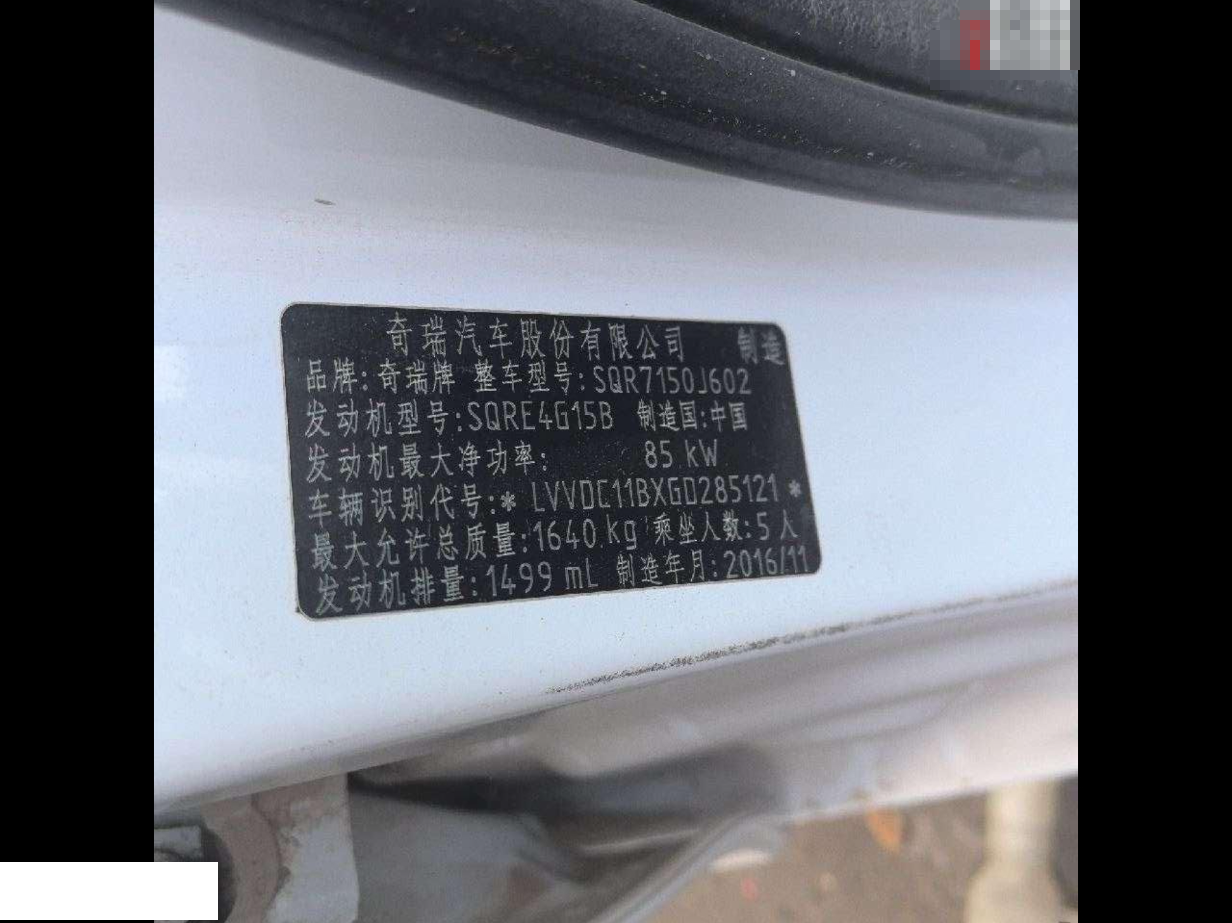 奇瑞汽车股份有限公司 制造
品牌:奇瑞牌 整车型号:SQR7150J602
发动机型号:SQRE4G15B 制造国:中国
发动机最大净功率: 85 kW
车辆识别代号:* LVVDC11BXGD285121 *
最大允许总质量:1640 kg 乘坐人数:5人
发动机排量:1499 mL 制造年月:2016/11